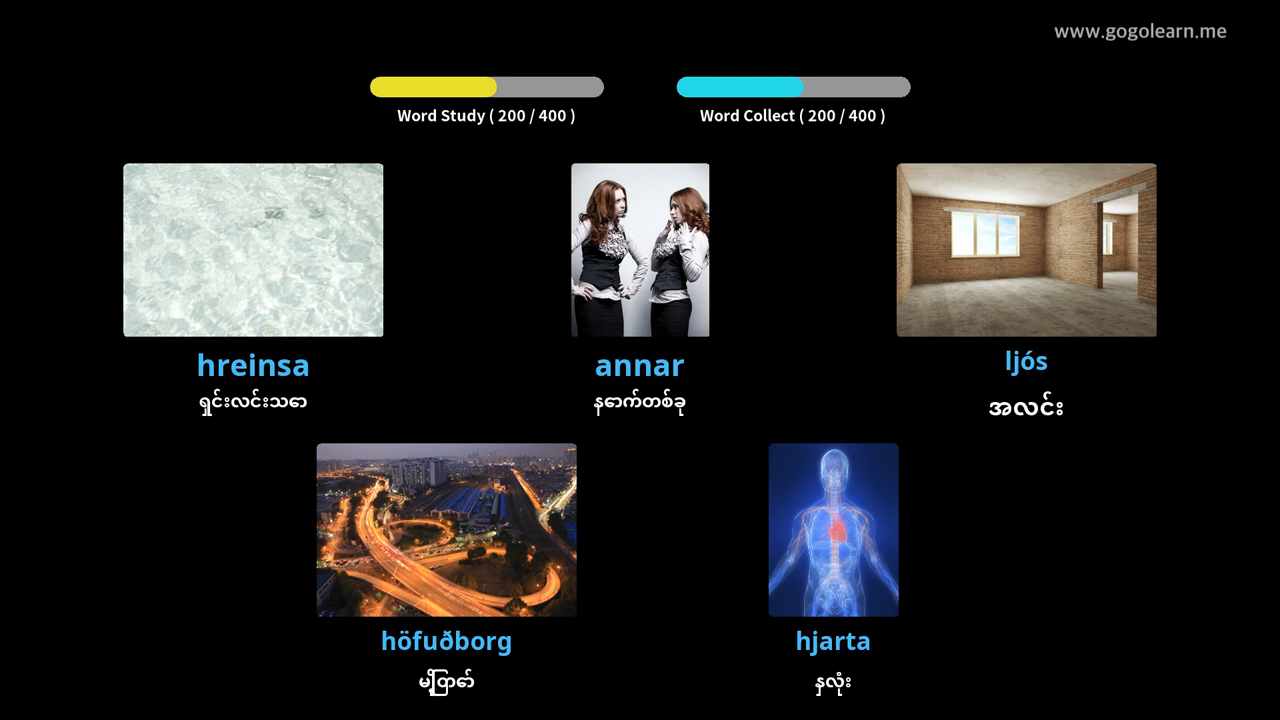 www.gogolearn.me
Word Study ( 200 / 400 )
Word Collect ( 200 / 400 )
hreinsa
ရှင်းလင်းသော
annar
နောက်တစ်ခု
ljós
အလင်း
höfuðborg
မြို့တော်
hjarta
နှလုံး